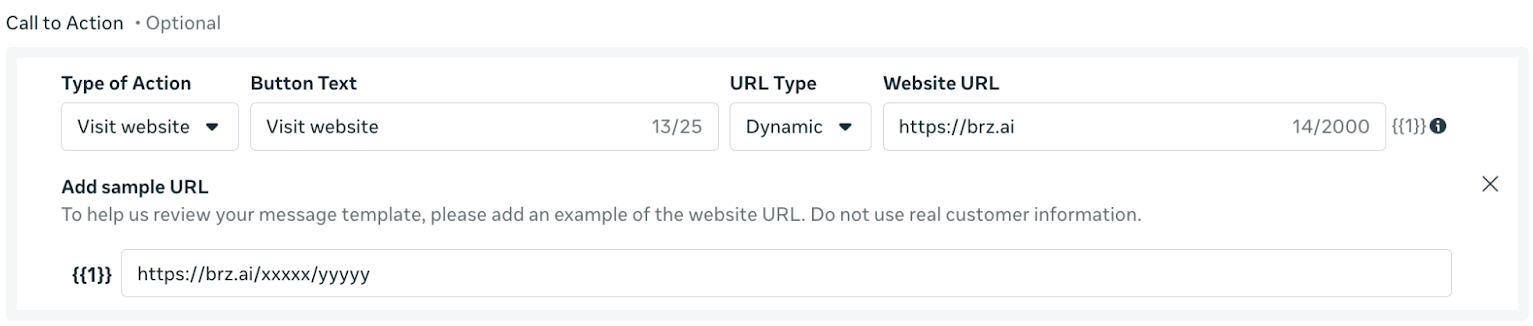 Call to Action • Optional
Type of Action Button Text URL Type Website URL
Visit website Visit website 13/25 Dynamic https://brz.ai 14/2000 {{1}}
Add sample URL
To help us review your message template, please add an example of the website URL. Do not use real customer information.
{{1}} https://brz.ai/xxxxx/yyyyy